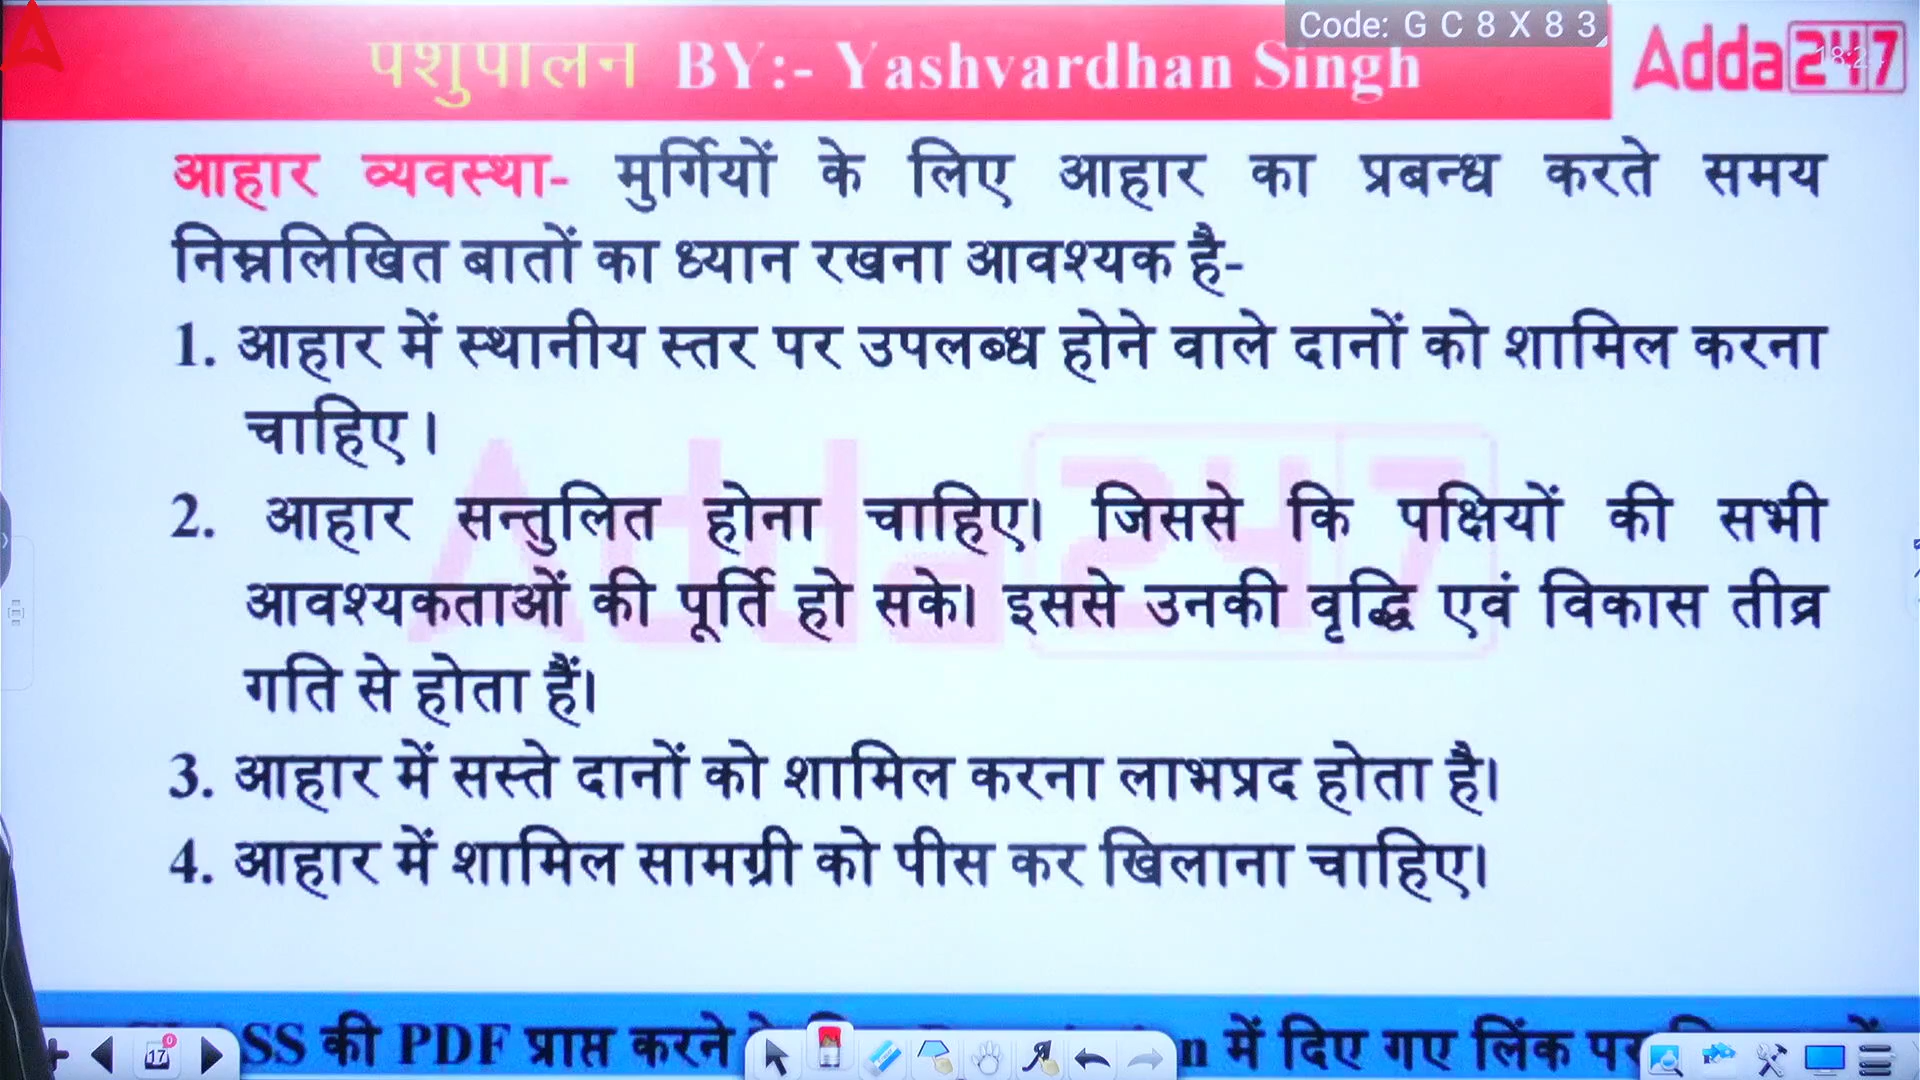 Code: G C 8 X 8 3
पशुपालन BY:- Yashvardhan Singh
Adda247
आहार व्यवस्था- मुर्गियों के लिए आहार का प्रबन्ध करते समय
निम्नलिखित बातों का ध्यान रखना आवश्यक है-
1. आहार में स्थानीय स्तर पर उपलब्ध होने वाले दानों को शामिल करना
चाहिए।
2. आहार सन्तुलित होना चाहिए। जिससे कि पक्षियों की सभी
आवश्यकताओं की पूर्ति हो सके। इससे उनकी वृद्धि एवं विकास तीव्र
गति से होता हैं।
3. आहार में सस्ते दानों को शामिल करना लाभप्रद होता है।
4. आहार में शामिल सामग्री को पीस कर खिलाना चाहिए।
की PDF प्राप्त करने में दिए गए लिंक पर
17